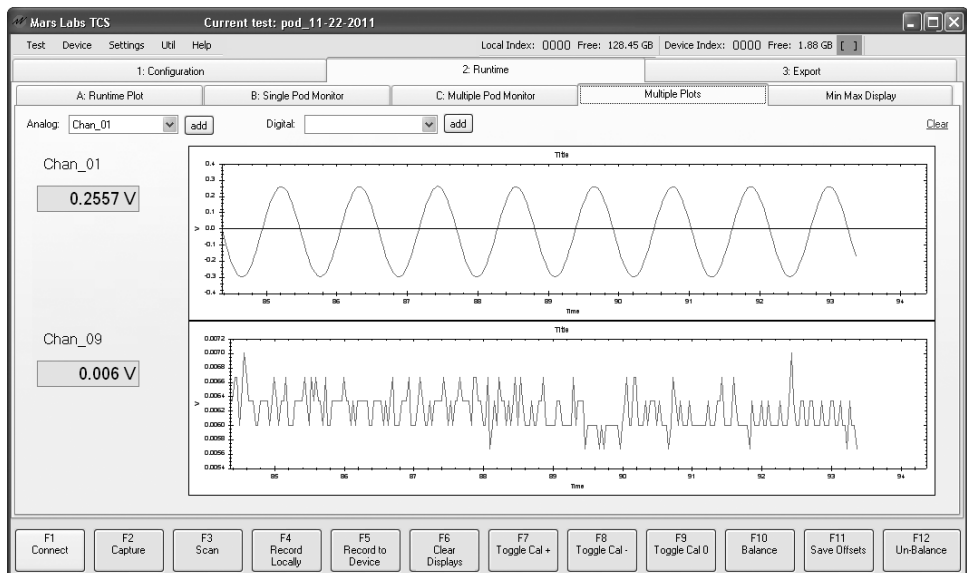 Mars Labs TCS Current test: pod_11-22-2011
Test Device Settings Util Help Local Index: 0000 Free: 128.45 GB Device Index: 0000 Free: 1.88 GB [ ]
1: Configuration 2: Runtime 3: Export
A: Runtime Plot B: Single Pod Monitor C: Multiple Pod Monitor Multiple Plots Min Max Display
Analog: Chan_01 add Digital: add Clear
Chan_01
0.2557 V
Title
0.4
0.3
0.2
0.1
0.0
-0.1
-0.2
-0.3
-0.4
V
85 86 87 88 89 90 91 92 93 94
Time
Chan_09
0.006 V
Title
0.0072
0.0070
0.0068
0.0066
0.0064
0.0062
0.0060
0.0058
0.0056
0.0054
V
85 86 87 88 89 90 91 92 93 94
Time
F1 F2 F3 F4 F5 F6 F7 F8 F9 F10 F11 F12
Connect Capture Scan Record Locally Record to Device Clear Displays Toggle Cal + Toggle Cal - Toggle Cal 0 Balance Save Offsets Un-Balance